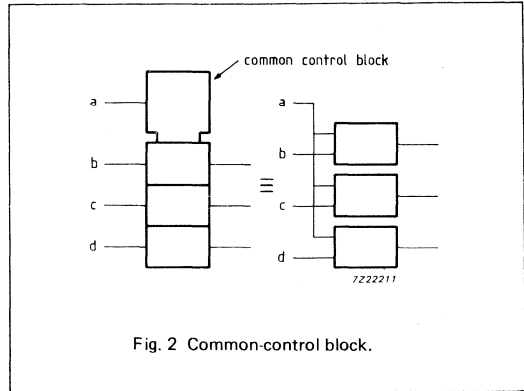 common control block
a
b
c
d
≡
a
b
c
d
7Z22211
Fig. 2 Common-control block.